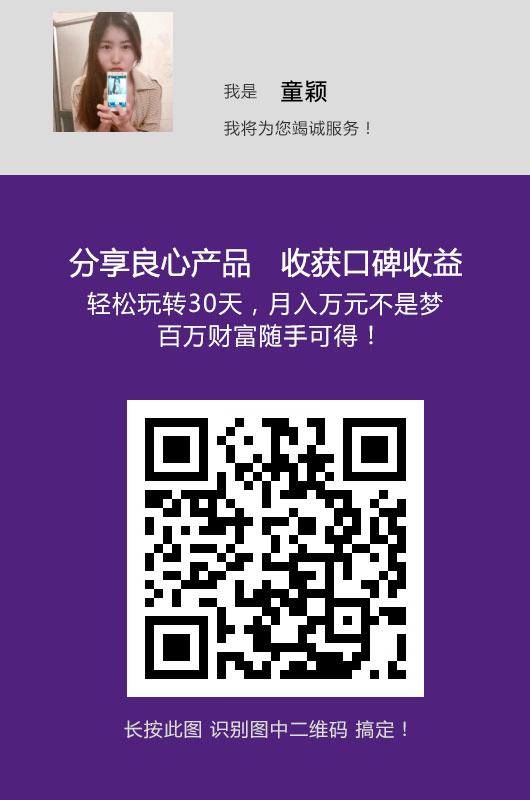 我是 童颖
我将为您竭诚服务！
分享良心产品 收获口碑收益
轻松玩转30天，月入万元不是梦
百万财富随手可得！
长按此图 识别图中二维码 搞定！